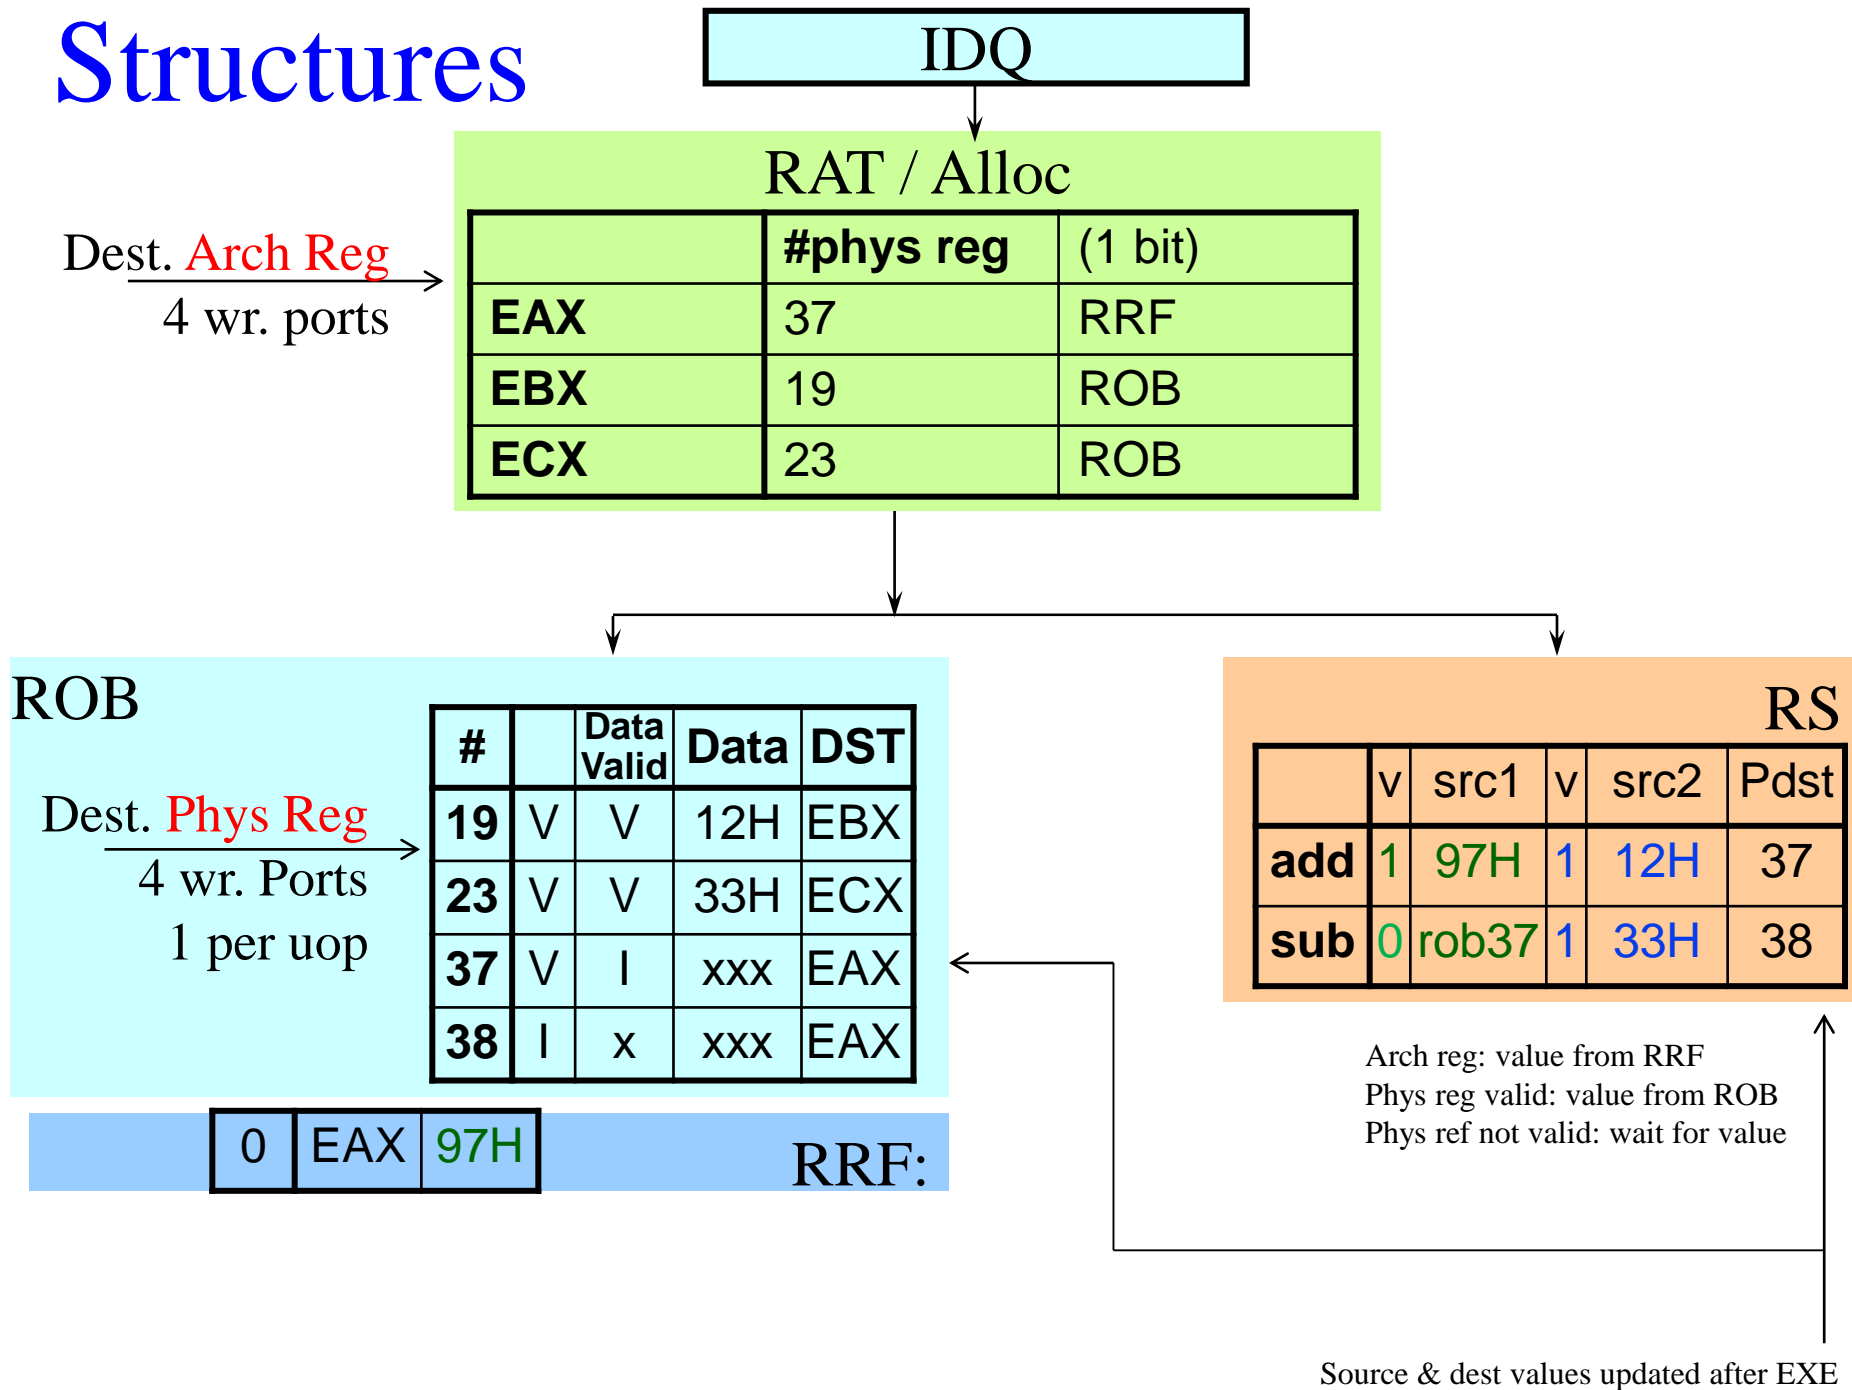 Structures
IDQ
RAT / Alloc
#phys reg (1 bit)
EAX 37 RRF
EBX 19 ROB
ECX 23 ROB
Dest. Arch Reg
4 wr. ports
ROB
# Data Valid Data DST
19 V V 12H EBX
23 V V 33H ECX
37 V I xxx EAX
38 I x xxx EAX
Dest. Phys Reg
4 wr. Ports
1 per uop
0 EAX 97H
RRF:
RS
v src1 v src2 Pdst
add 1 97H 1 12H 37
sub 0 rob37 1 33H 38
Arch reg: value from RRF
Phys reg valid: value from ROB
Phys ref not valid: wait for value
Source & dest values updated after EXE